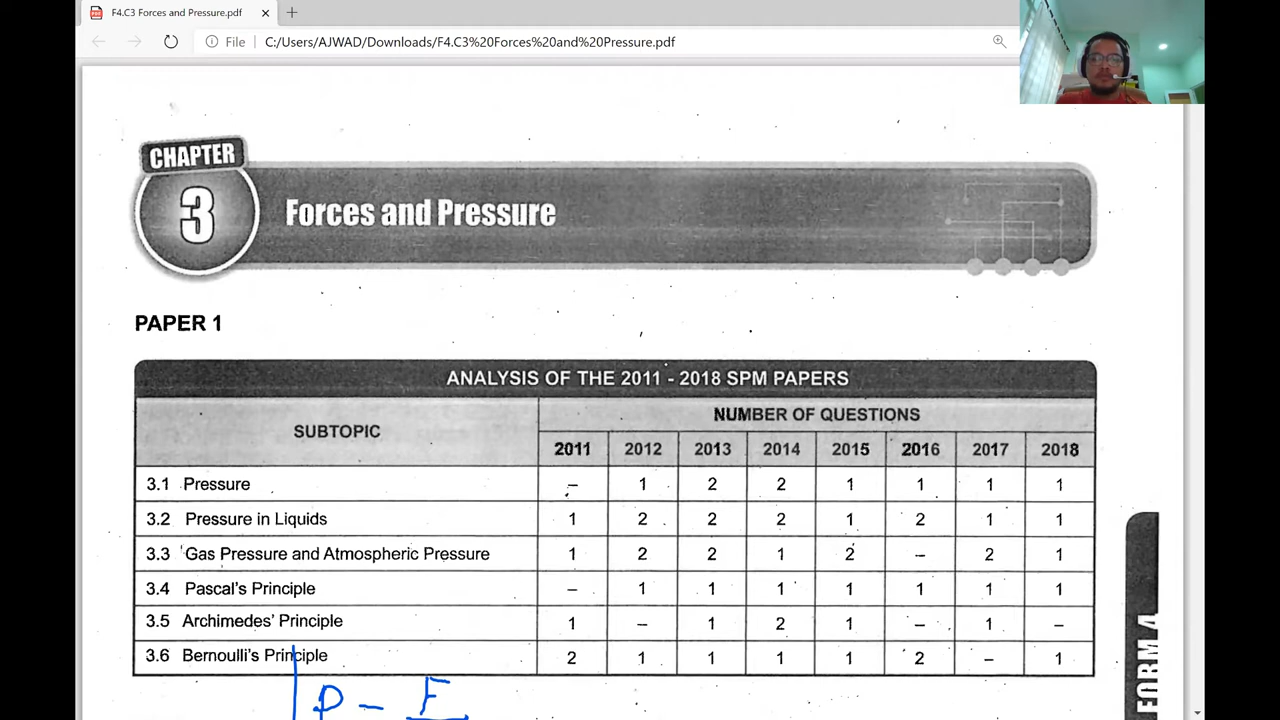 F4.C3 Forces and Pressure.pdf
File C:/Users/AJWAD/Downloads/F4.C3%20Forces%20and%20Pressure.pdf
CHAPTER
3
Forces and Pressure
PAPER 1
ANALYSIS OF THE 2011 - 2018 SPM PAPERS
SUBTOPIC NUMBER OF QUESTIONS
2011 2012 2013 2014 2015 2016 2017 2018
3.1 Pressure – 1 2 2 1 1 1 1
3.2 Pressure in Liquids 1 2 2 2 1 2 1 1
3.3 Gas Pressure and Atmospheric Pressure 1 2 2 1 2 – 2 1
3.4 Pascal's Principle – 1 1 1 1 1 1 1
3.5 Archimedes' Principle 1 – 1 2 1 – 1 –
3.6 Bernoulli's Principle 2 1 1 1 1 2 – 1
FORM 4
P – F